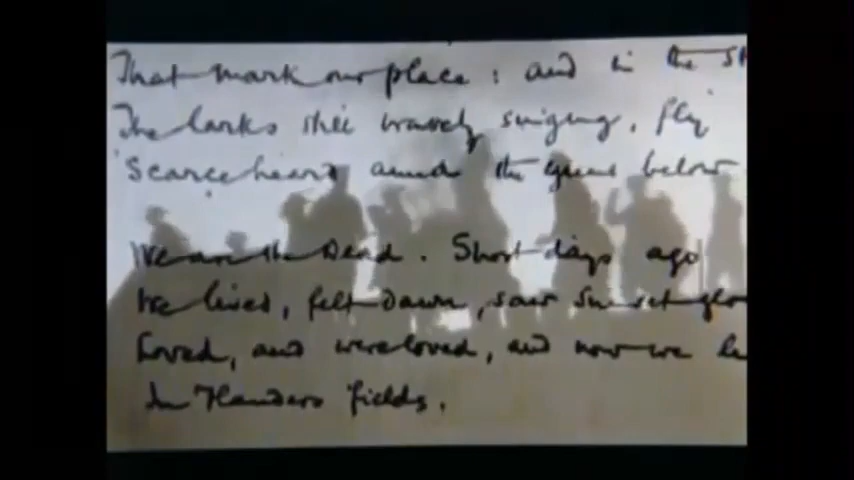 That mark our place : and in the
The larks still bravely singing, fly
Scarce heard amid the guns below
We are the Dead. Short days ago
We lived, felt dawn, saw sunset glo
Loved, and were loved, and now we
In Flanders fields.